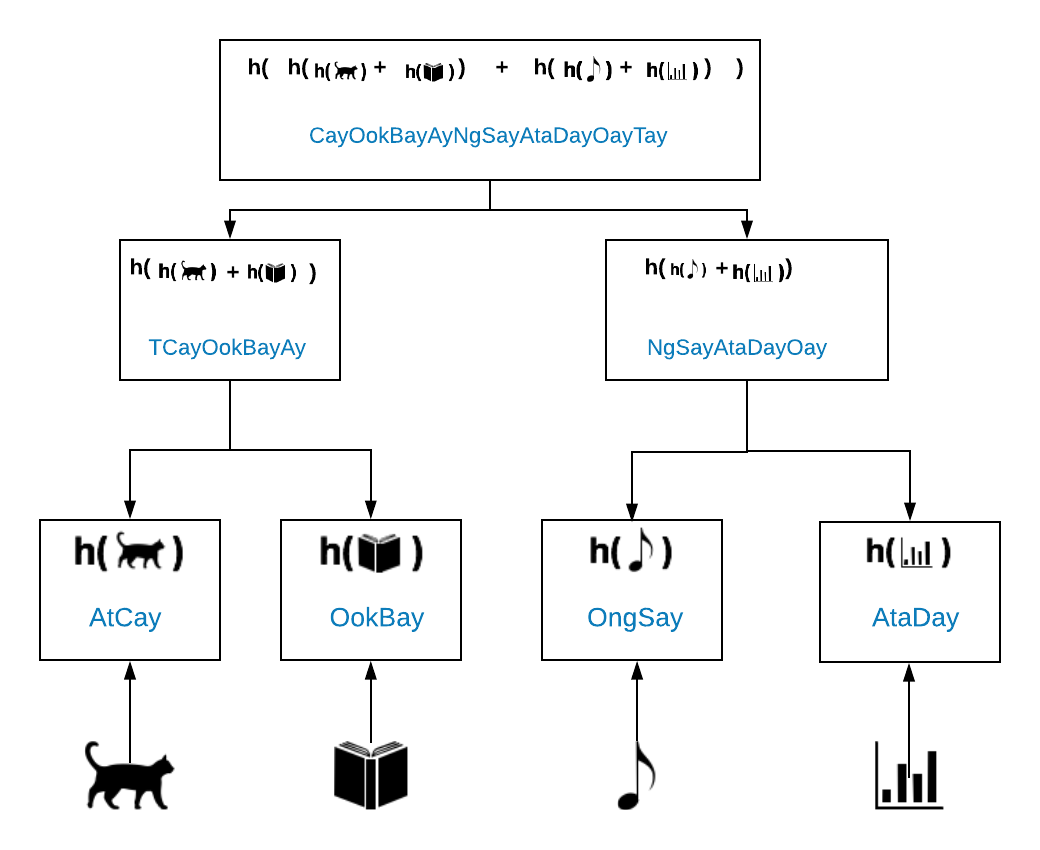 h( h( h( ) + h( ) ) + h( h( ) + h( ) ) )
CayOokBayAyNgSayAtaDayOayTay
h( h( ) + h( ) )
TCayOokBayAy
h( h( ) + h( ) )
NgSayAtaDayOay
h( )
AtCay
h( )
OokBay
h( )
OngSay
h( )
AtaDay